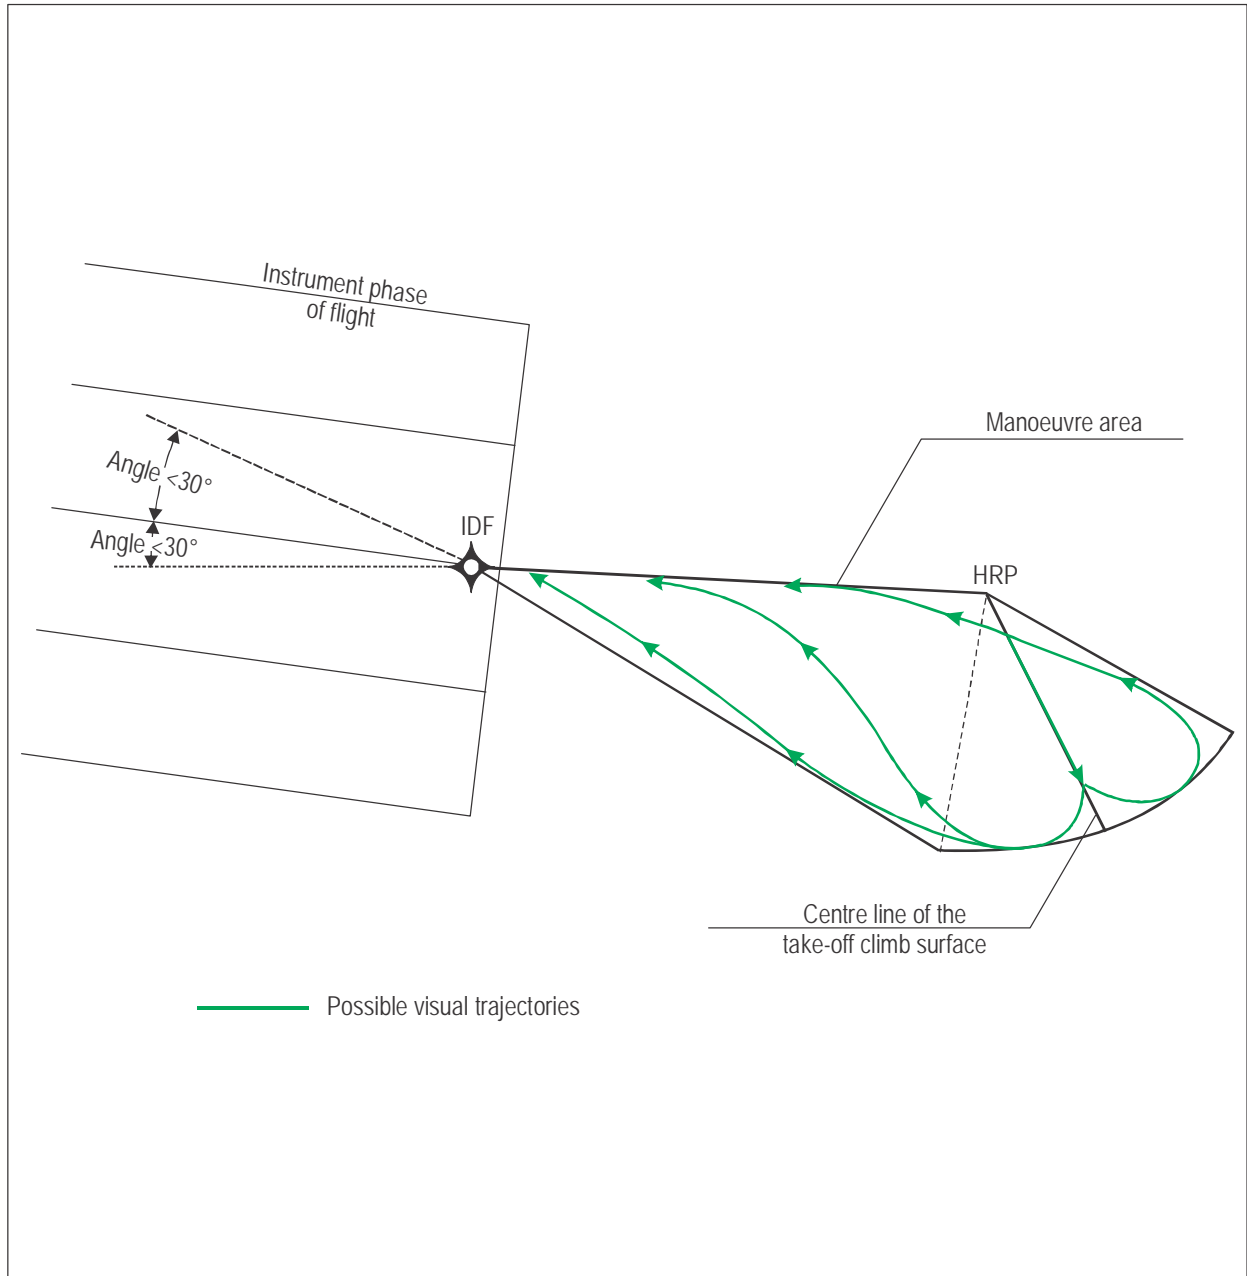 Instrument phase
of flight
Manoeuvre area
Angle <30°
IDF
Angle <30°
HRP
Centre line of the
take-off climb surface
Possible visual trajectories